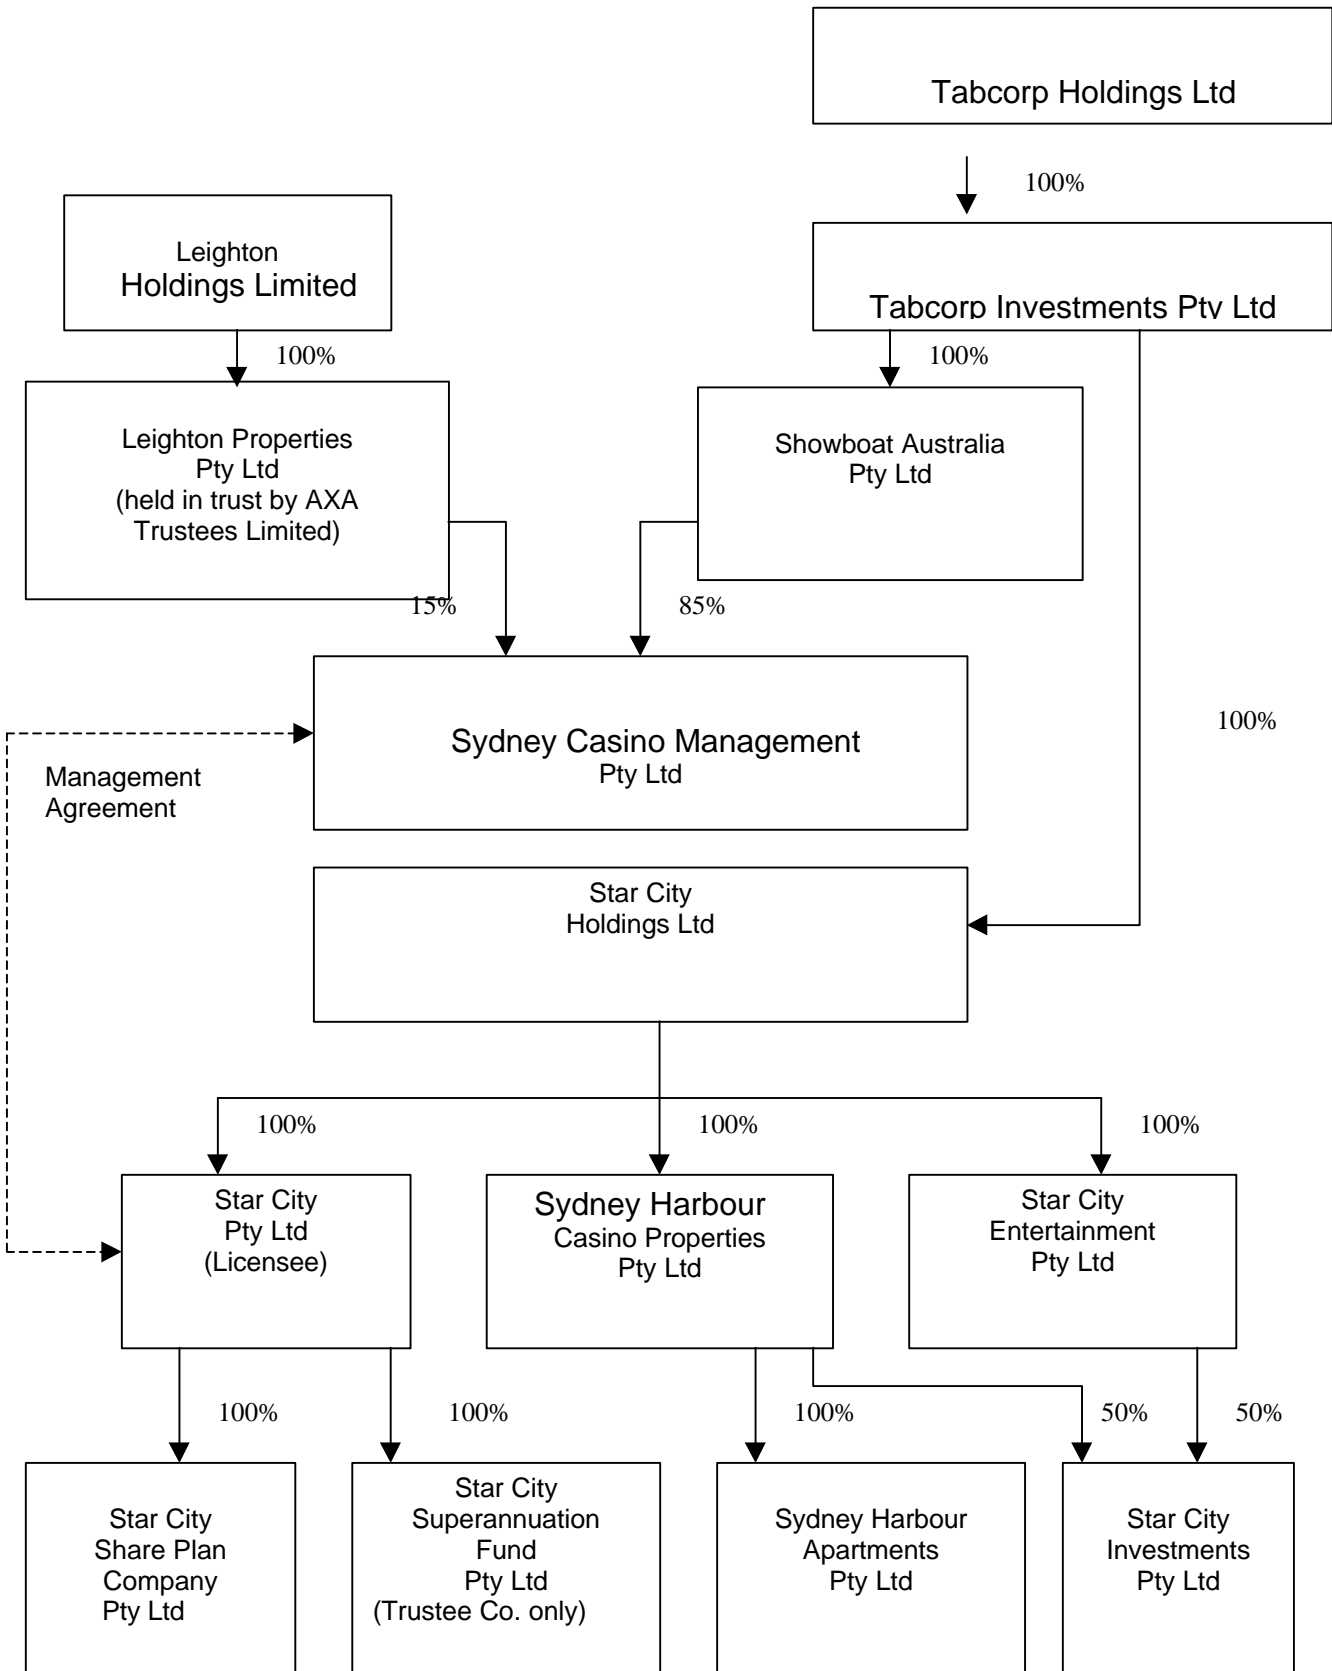 Tabcorp Holdings Ltd
100%
Leighton
Holdings Limited
Tabcorp Investments Pty Ltd
100%
100%
Leighton Properties
Pty Ltd
(held in trust by AXA
Trustees Limited)
Showboat Australia
Pty Ltd
15%
85%
100%
Sydney Casino Management
Pty Ltd
Management
Agreement
Star City
Holdings Ltd
100%
100%
100%
Star City
Pty Ltd
(Licensee)
Sydney Harbour
Casino Properties
Pty Ltd
Star City
Entertainment
Pty Ltd
100%
100%
100%
50%
50%
Star City
Share Plan
Company
Pty Ltd
Star City
Superannuation
Fund
Pty Ltd
(Trustee Co. only)
Sydney Harbour
Apartments
Pty Ltd
Star City
Investments
Pty Ltd